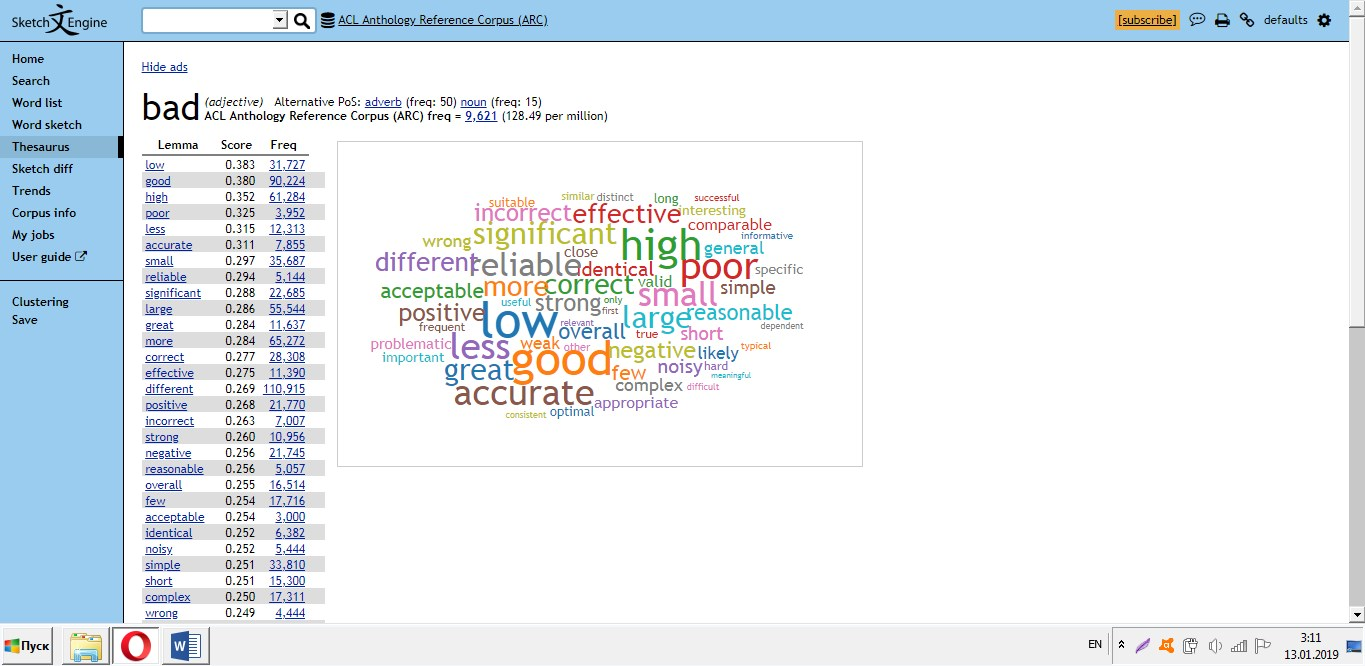 Sketch Engine
ACL Anthology Reference Corpus (ARC)
[subscribe] defaults
Home
Search
Word list
Word sketch
Thesaurus
Sketch diff
Trends
Corpus info
My jobs
User guide
Clustering
Save
Hide ads
bad (adjective) Alternative PoS: adverb (freq: 50) noun (freq: 15)
ACL Anthology Reference Corpus (ARC) freq = 9,621 (128.49 per million)
Lemma Score Freq
low 0.383 31,727
good 0.380 90,224
high 0.352 61,284
poor 0.325 3,952
less 0.315 12,313
accurate 0.311 7,855
small 0.297 35,687
reliable 0.294 5,144
significant 0.288 22,685
large 0.286 55,544
great 0.284 11,637
more 0.284 65,272
correct 0.277 28,308
effective 0.275 11,390
different 0.269 110,915
positive 0.268 21,770
incorrect 0.263 7,007
strong 0.260 10,956
negative 0.256 21,745
reasonable 0.256 5,057
overall 0.255 16,514
few 0.254 17,716
acceptable 0.254 3,000
identical 0.252 6,382
noisy 0.252 5,444
simple 0.251 33,810
short 0.251 15,300
complex 0.250 17,311
wrong 0.249 4,444
similar distinct long successful
suitable
incorrect effective interesting
comparable
wrong significant high informative
close general
different reliable identical poor specific
acceptable more correct valid small simple
useful strong only
positive low first large reasonable
frequent relevant overall dependent
true short
problematic less weak other negative likely typical
important good
great few noisy hard
meaningful
accurate complex difficult
appropriate
consistent optimal
Пуск
EN
3:11
13.01.2019